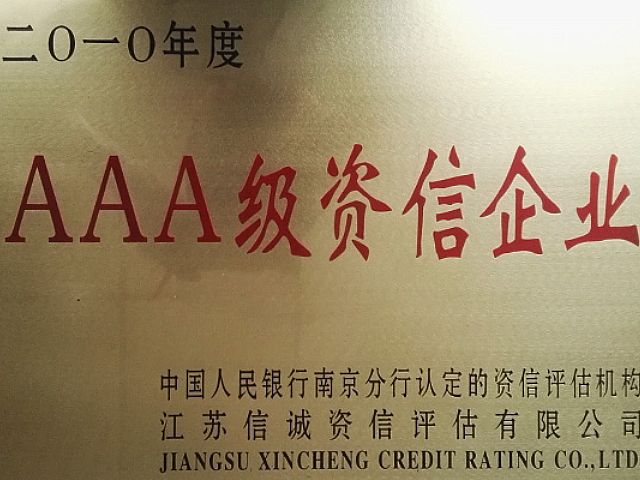 二〇一〇年度
AAA级资信企业
中国人民银行南京分行认定的资信评估机构
江苏信诚资信评估有限公司
JIANGSU XINCHENG CREDIT RATING CO.,LTD